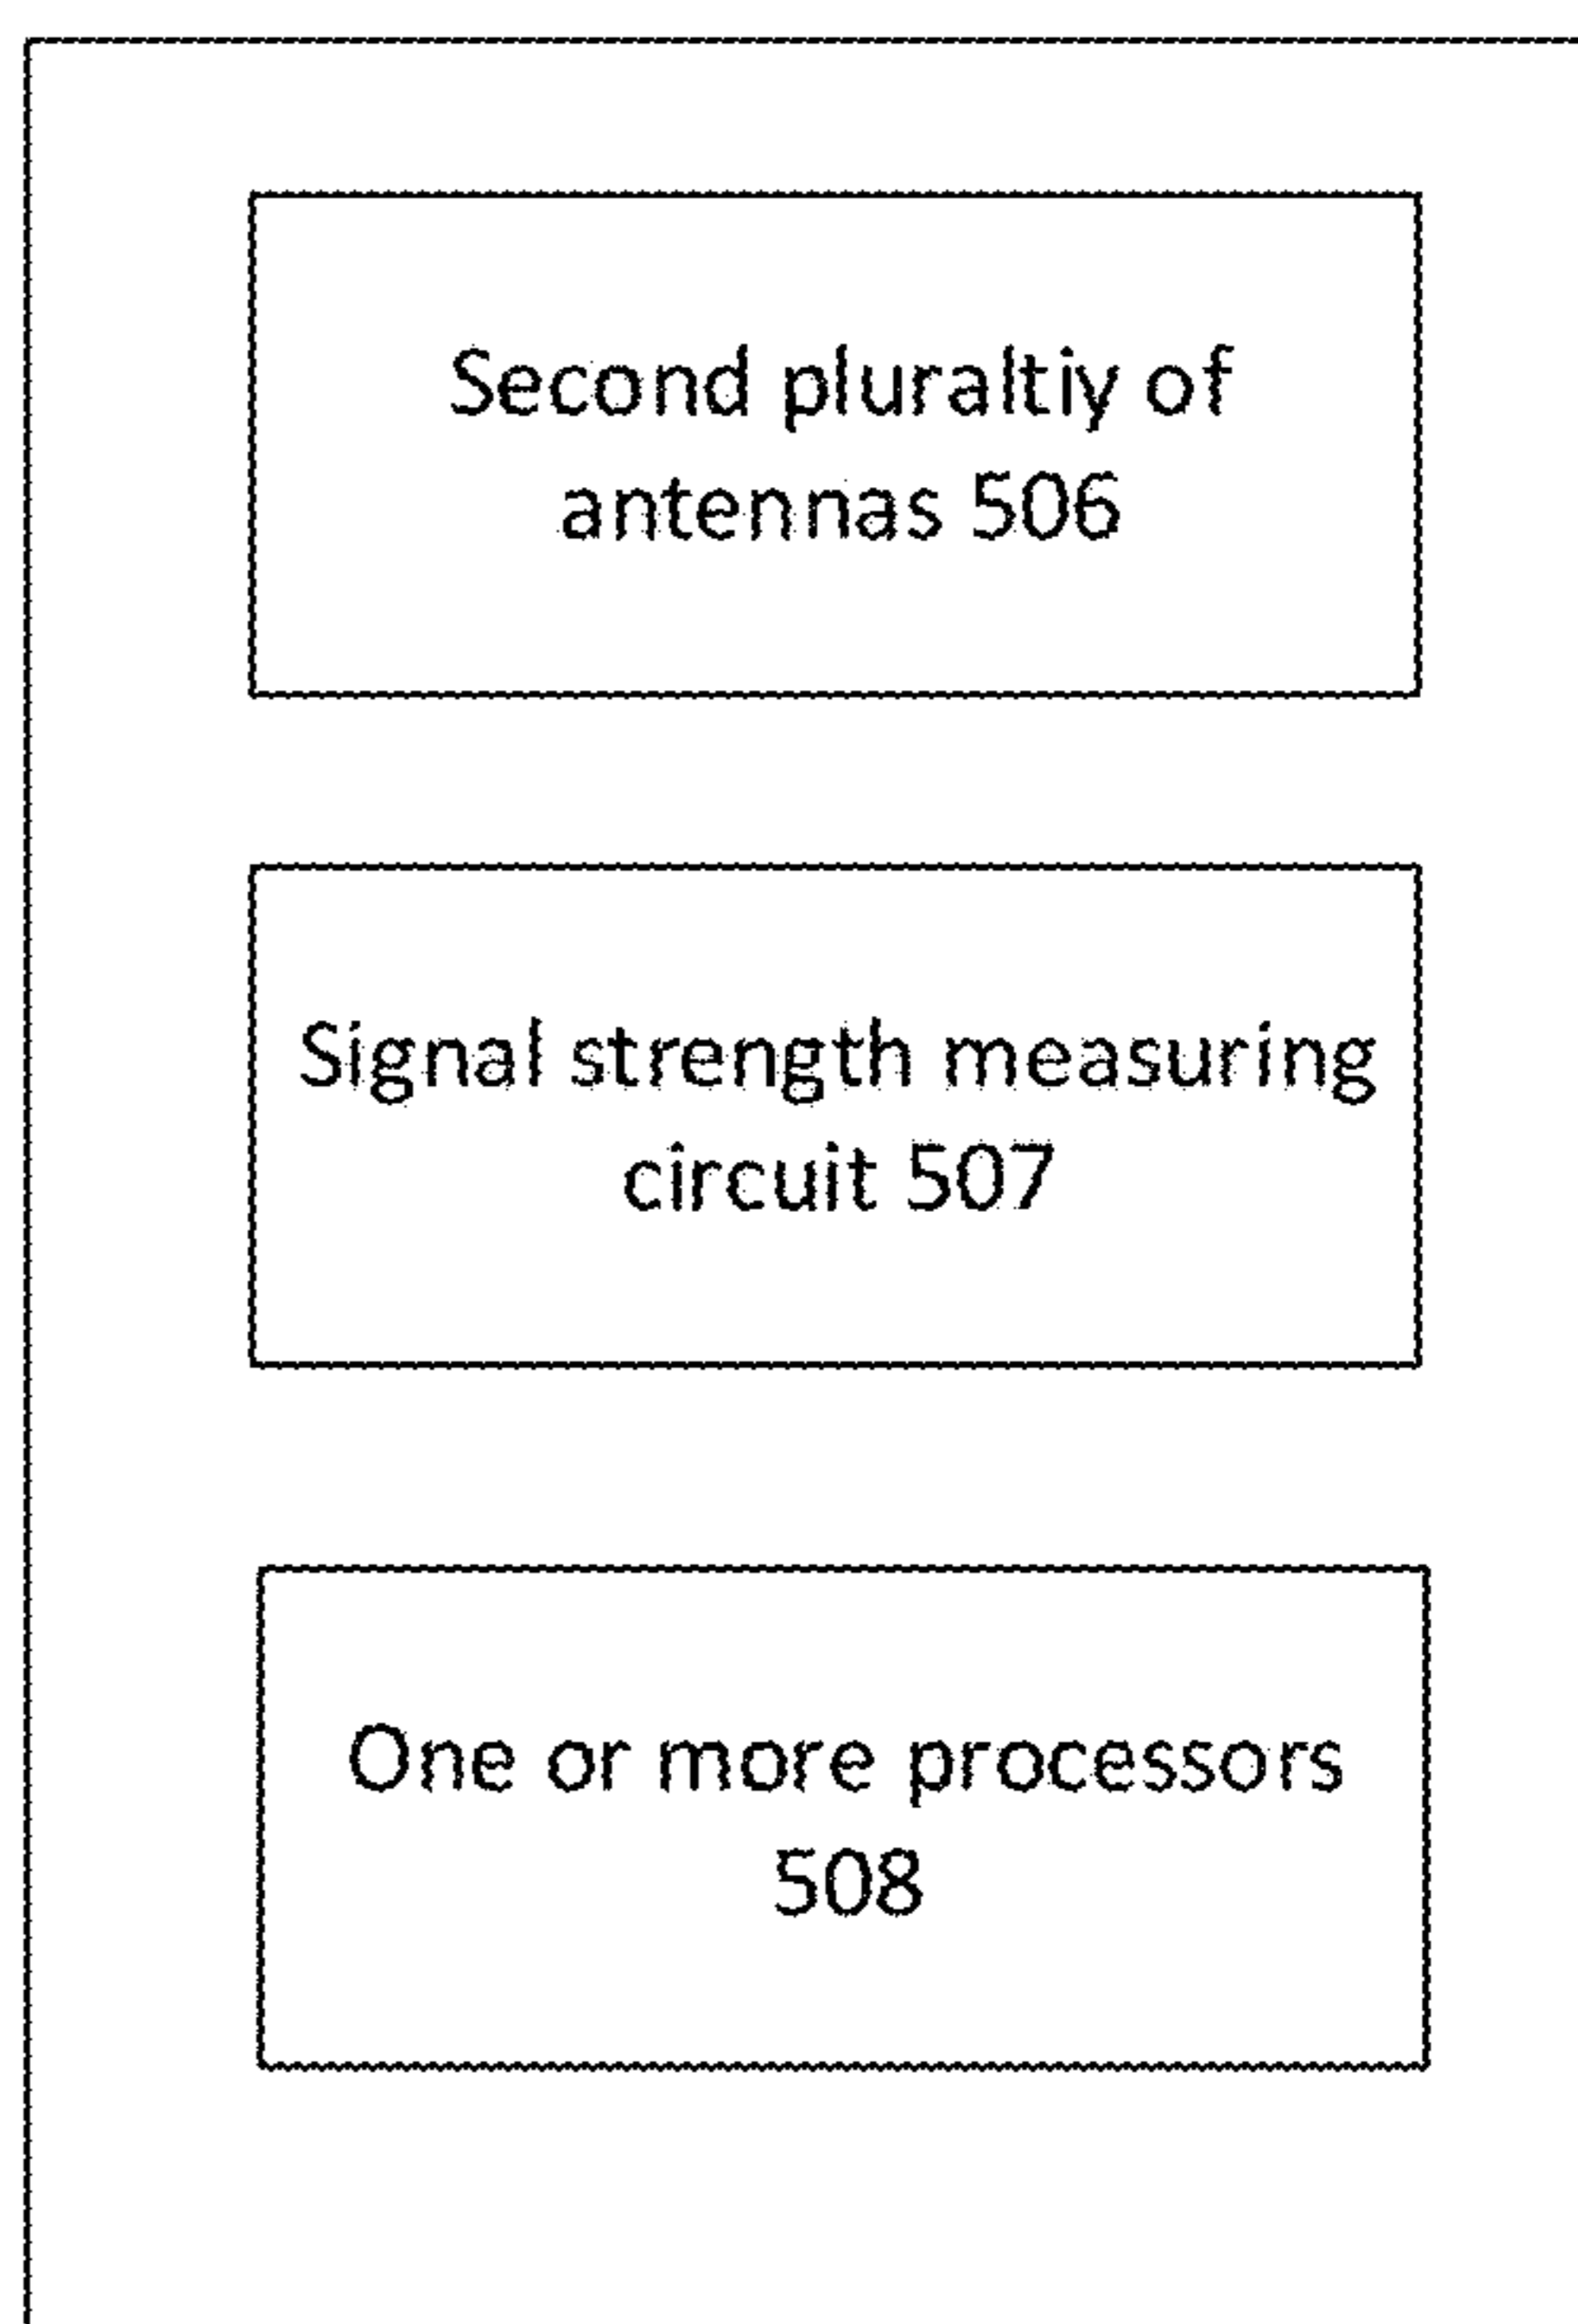 Second pluraltiy of
antennas 506
Signal strength measuring
circuit 507
One or more processors
508